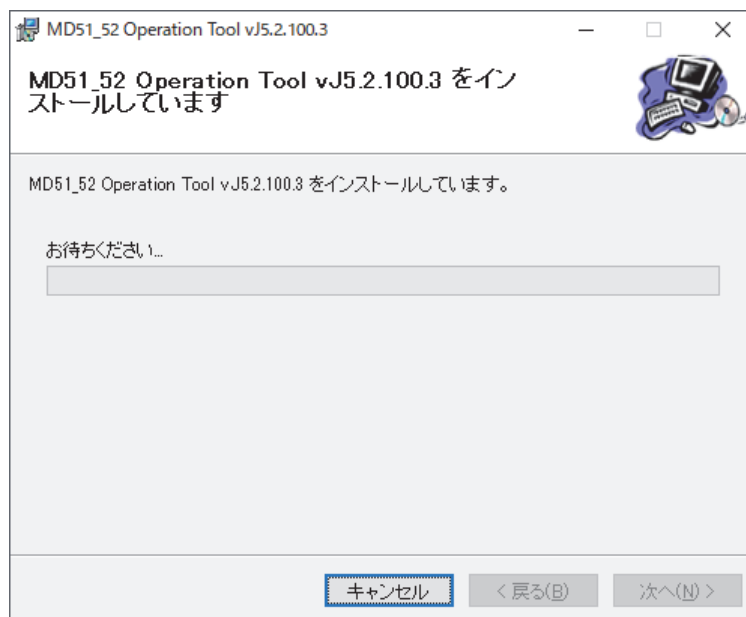 MD51_52 Operation Tool vJ5.2.100.3
MD51_52 Operation Tool vJ5.2.100.3 をイン
ストールしています
MD51_52 Operation Tool vJ5.2.100.3 をインストールしています。
お待ちください...
キャンセル
< 戻る(B)
次へ(N) >